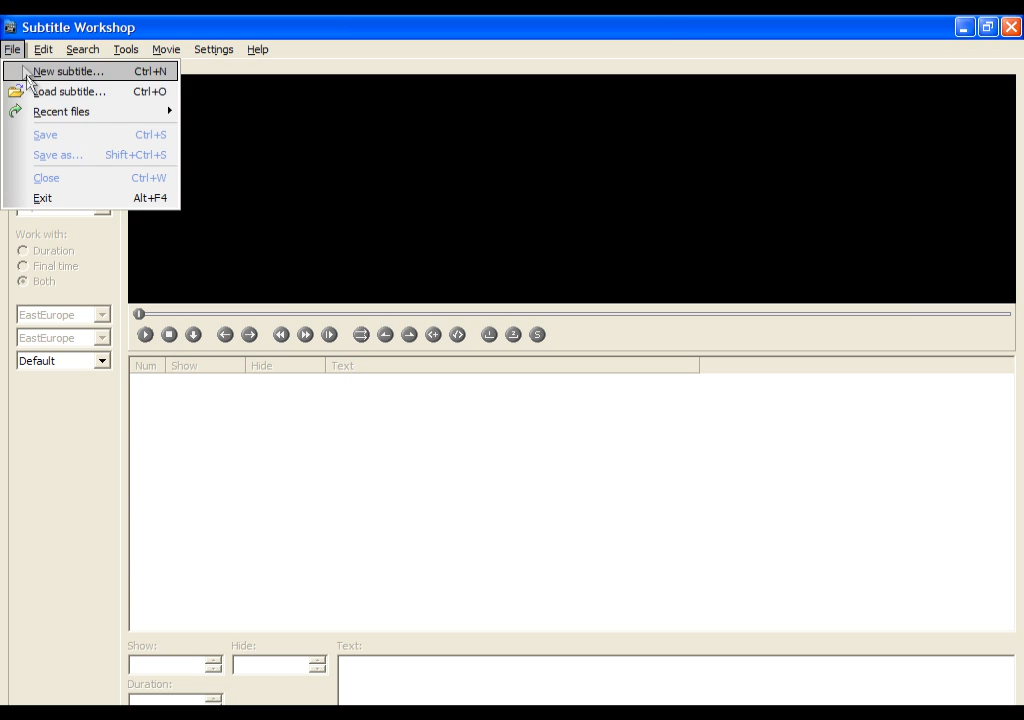 Subtitle Workshop
File Edit Search Tools Movie Settings Help
New subtitle... Ctrl+N
Load subtitle... Ctrl+O
Recent files
Save Ctrl+S
Save as... Shift+Ctrl+S
Close Ctrl+W
Exit Alt+F4
Work with:
Duration
Final time
Both
EastEurope
EastEurope
Default
Num Show Hide Text
Show: Hide: Text:
Duration: